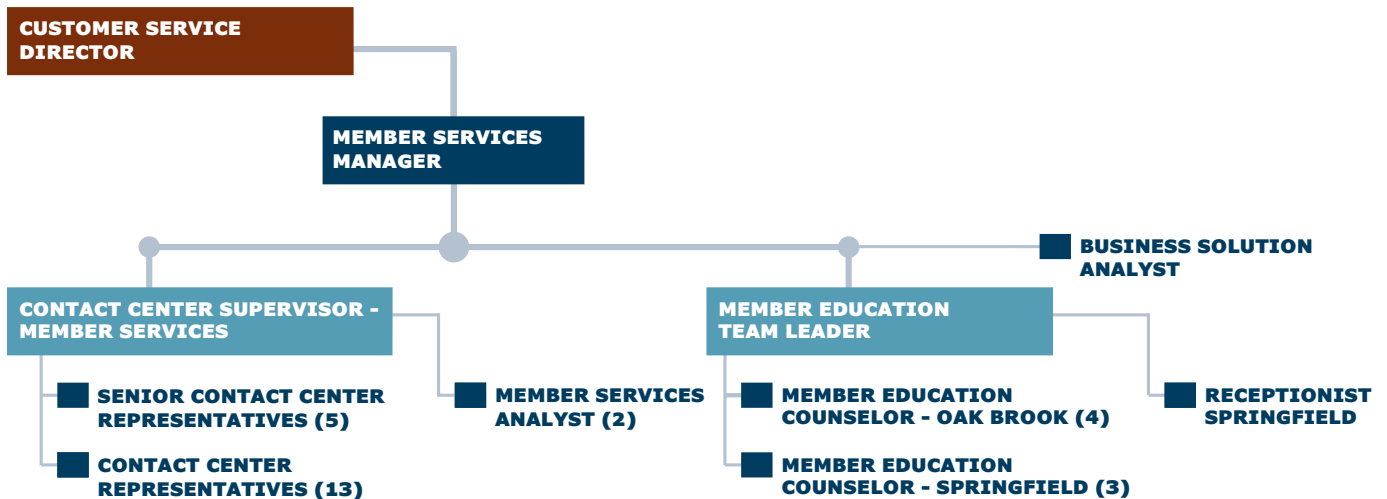 CUSTOMER SERVICE
DIRECTOR
MEMBER SERVICES
MANAGER
BUSINESS SOLUTION
ANALYST
CONTACT CENTER SUPERVISOR -
MEMBER SERVICES
MEMBER EDUCATION
TEAM LEADER
SENIOR CONTACT CENTER
REPRESENTATIVES (5)
MEMBER SERVICES
ANALYST (2)
MEMBER EDUCATION
COUNSELOR - OAK BROOK (4)
RECEPTIONIST
SPRINGFIELD
CONTACT CENTER
REPRESENTATIVES (13)
MEMBER EDUCATION
COUNSELOR - SPRINGFIELD (3)